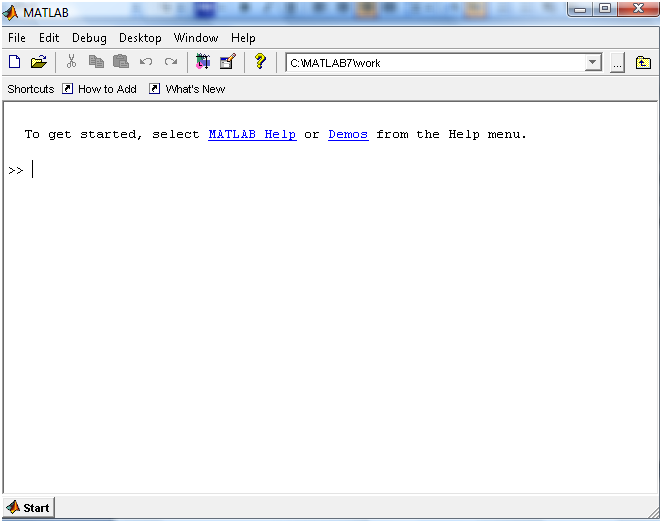 MATLAB
File Edit Debug Desktop Window Help
C:\MATLAB7\work
...
Shortcuts How to Add What's New
To get started, select MATLAB Help or Demos from the Help menu.
>>
Start